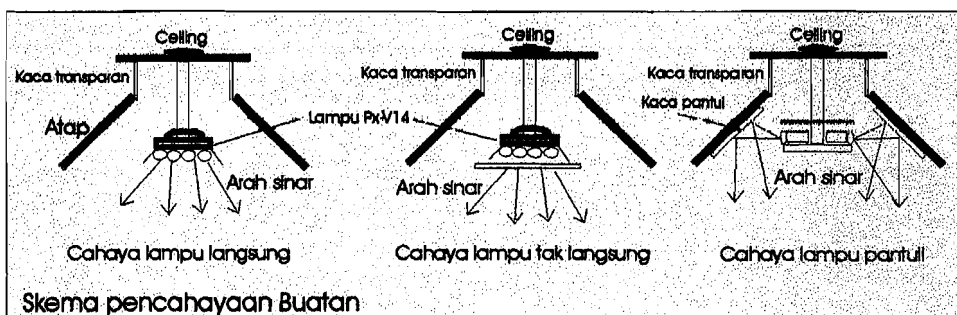 Ceiling
Kaca transparan
Atap
Arah sinar
Cahaya lampu langsung
Lampu Px-V14
Ceiling
Kaca transparan
Arah sinar
Cahaya lampu tak langsung
Ceiling
Kaca transparan
Kaca pantul
Arah sinar
Cahaya lampu pantull
Skema pencahayaan Buatan